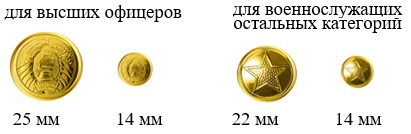 для высших офицеров
для военнослужащих
остальных категорий
25 мм 14 мм
22 мм 14 мм